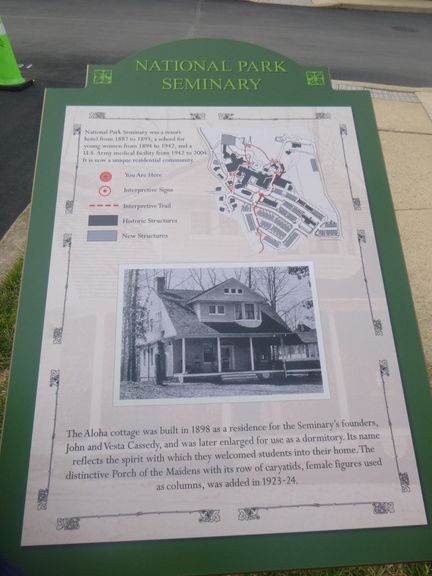 NATIONAL PARK
SEMINARY
National Park Seminary was a resort
hotel from 1887 to 1893, a school for
young women from 1894 to 1942, and a
U.S. Army medical facility from 1942 to 2004.
It is now a unique residential community.
You Are Here
Interpretive Signs
Interpretive Trail
Historic Structures
New Structures
The Aloha cottage was built in 1898 as a residence for the Seminary's founders,
John and Vesta Cassedy, and was later enlarged for use as a dormitory. Its name
reflects the spirit with which they welcomed students into their home. The
distinctive Porch of the Maidens with its row of caryatids, female figures used
as columns, was added in 1923-24.